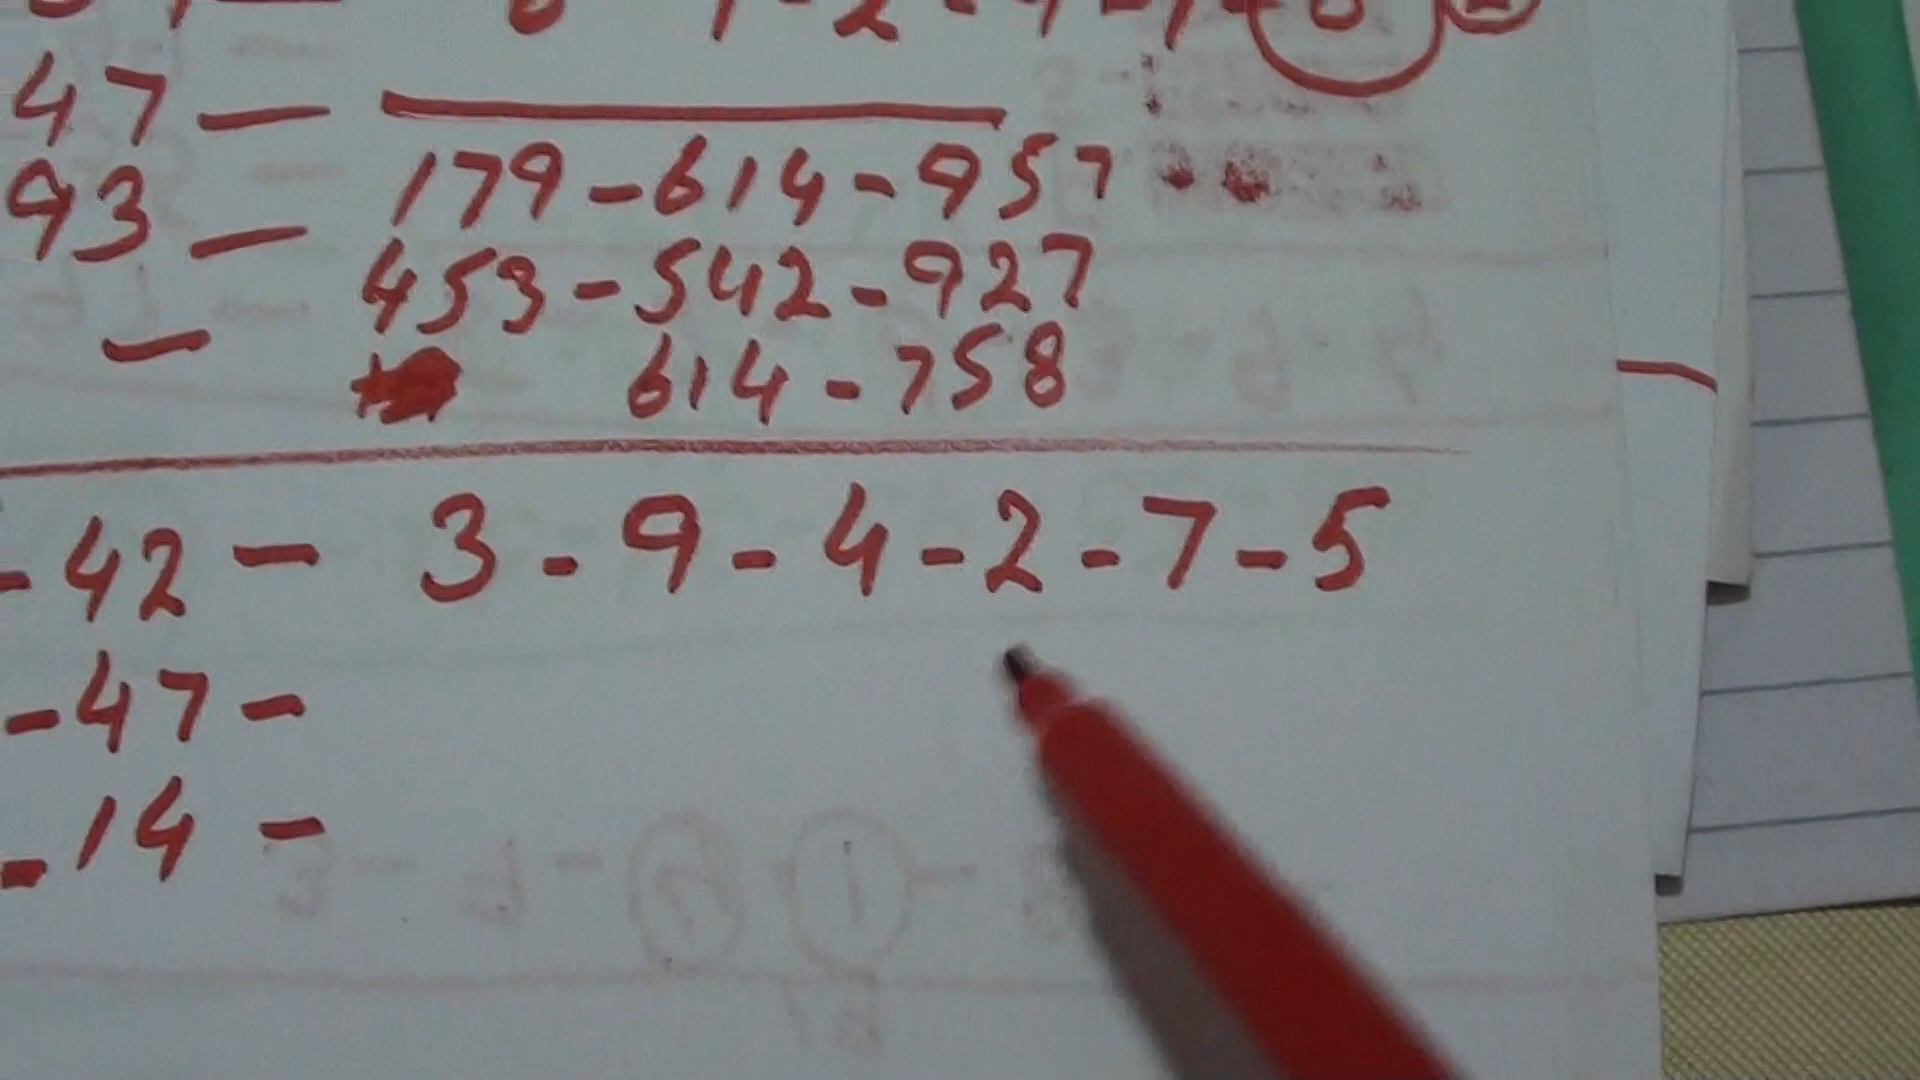 47 — 
93 — 179-614-957
— 453-542-927
614-758
-42 - 3-9-4-2-7-5
-47-
-14-